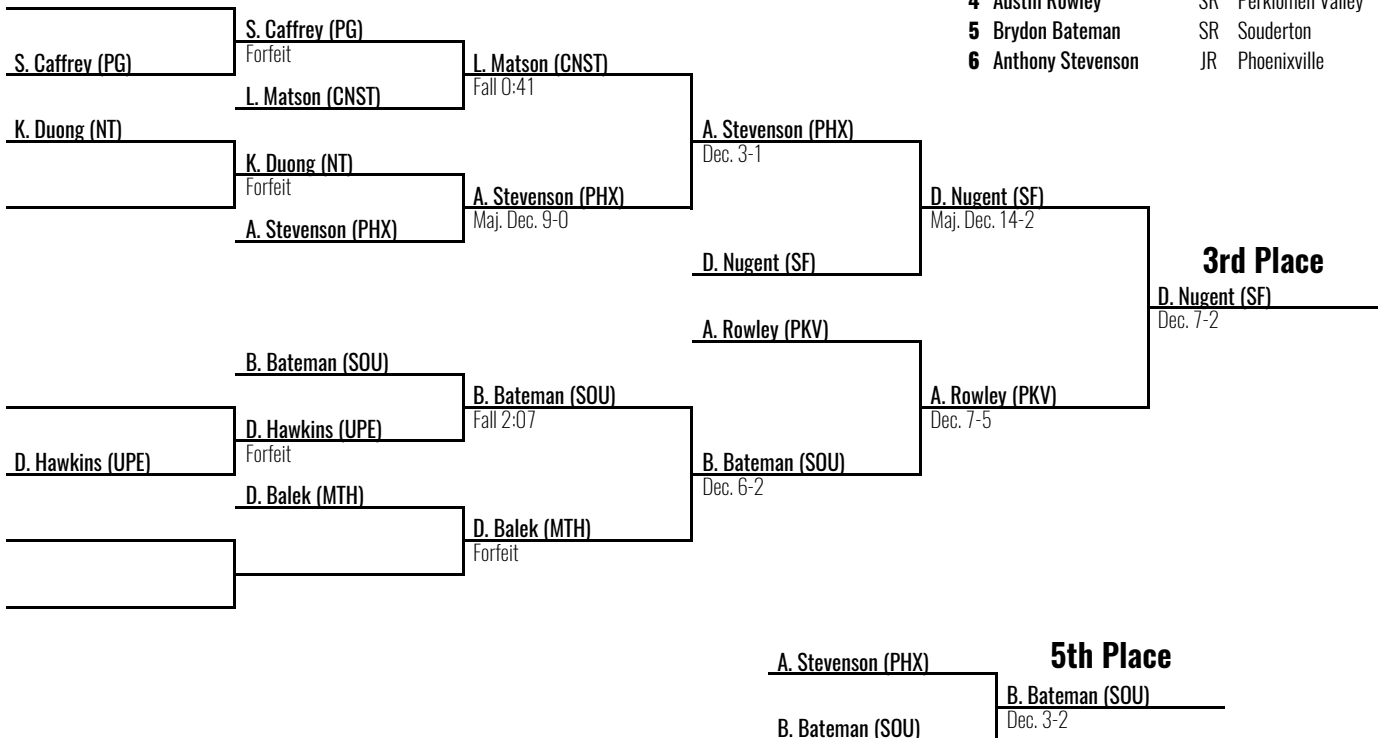 4 Austin Rowley SR Perkiomen Valley
5 Brydon Bateman SR Souderton
6 Anthony Stevenson JR Phoenixville
S. Caffrey (PG)
K. Duong (NT)
D. Hawkins (UPE)
S. Caffrey (PG)
Forfeit
L. Matson (CNST)
K. Duong (NT)
Forfeit
A. Stevenson (PHX)
B. Bateman (SOU)
D. Hawkins (UPE)
Forfeit
D. Balek (MTH)
L. Matson (CNST)
Fall 0:41
A. Stevenson (PHX)
Maj. Dec. 9-0
B. Bateman (SOU)
Fall 2:07
D. Balek (MTH)
Forfeit
A. Stevenson (PHX)
Dec. 3-1
D. Nugent (SF)
A. Rowley (PKV)
B. Bateman (SOU)
Dec. 6-2
D. Nugent (SF)
Maj. Dec. 14-2
A. Rowley (PKV)
Dec. 7-5
3rd Place
D. Nugent (SF)
Dec. 7-2
5th Place
A. Stevenson (PHX)
B. Bateman (SOU)
B. Bateman (SOU)
Dec. 3-2